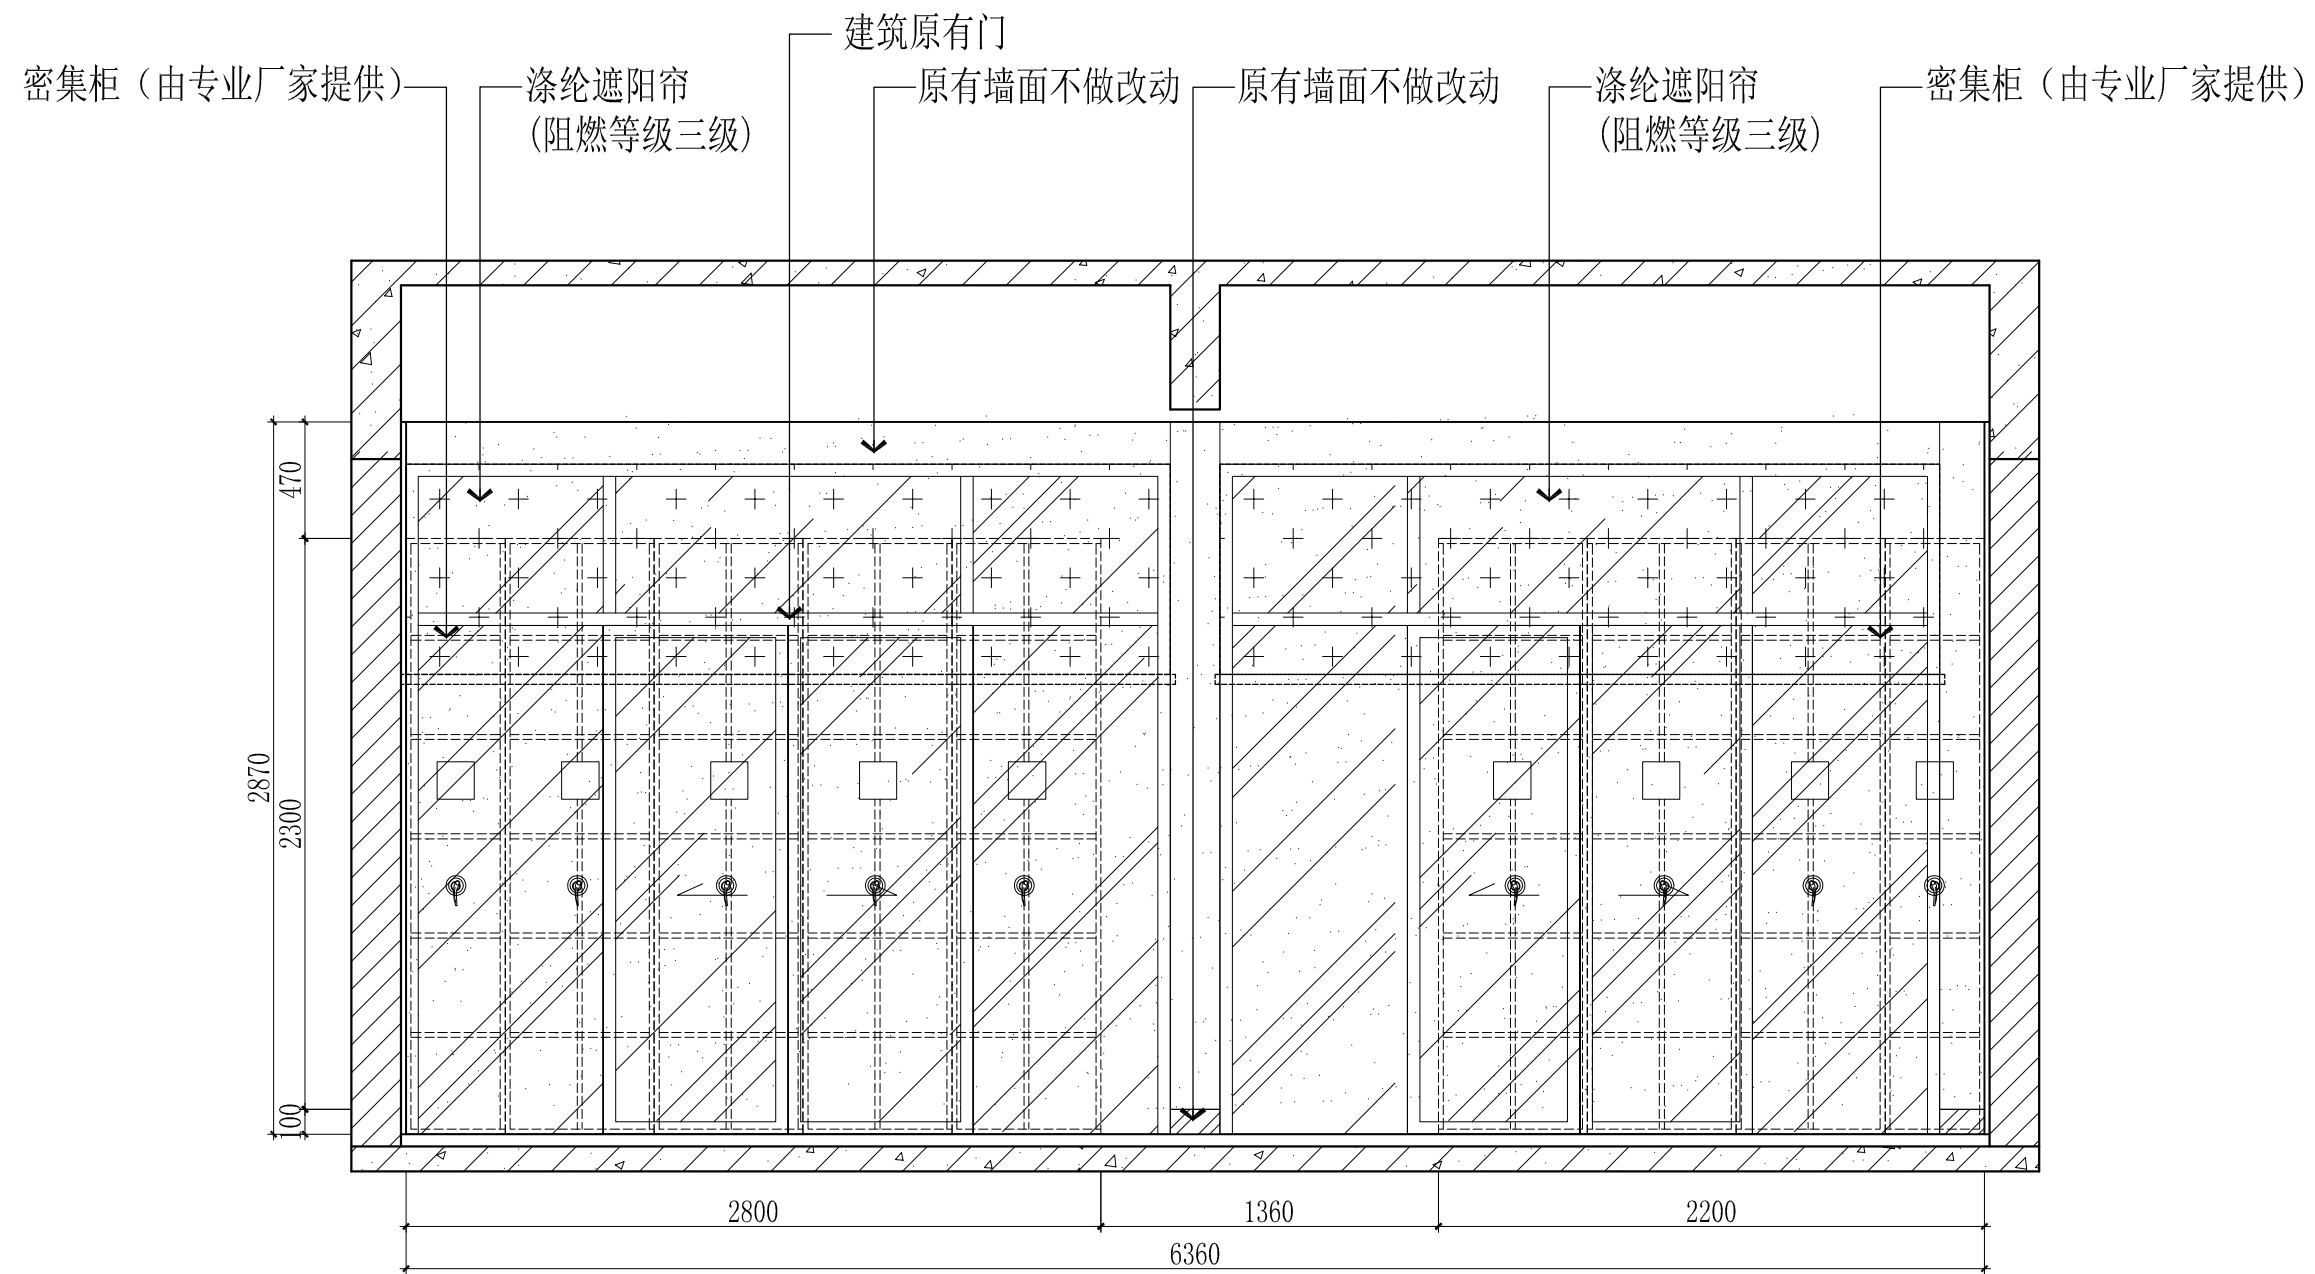 建筑原有门
密集柜（由专业厂家提供）
涤纶遮阳帘
(阻燃等级三级)
原有墙面不做改动
原有墙面不做改动
涤纶遮阳帘
(阻燃等级三级)
密集柜（由专业厂家提供）
470
2870
2300
100
2800
1360
2200
6360